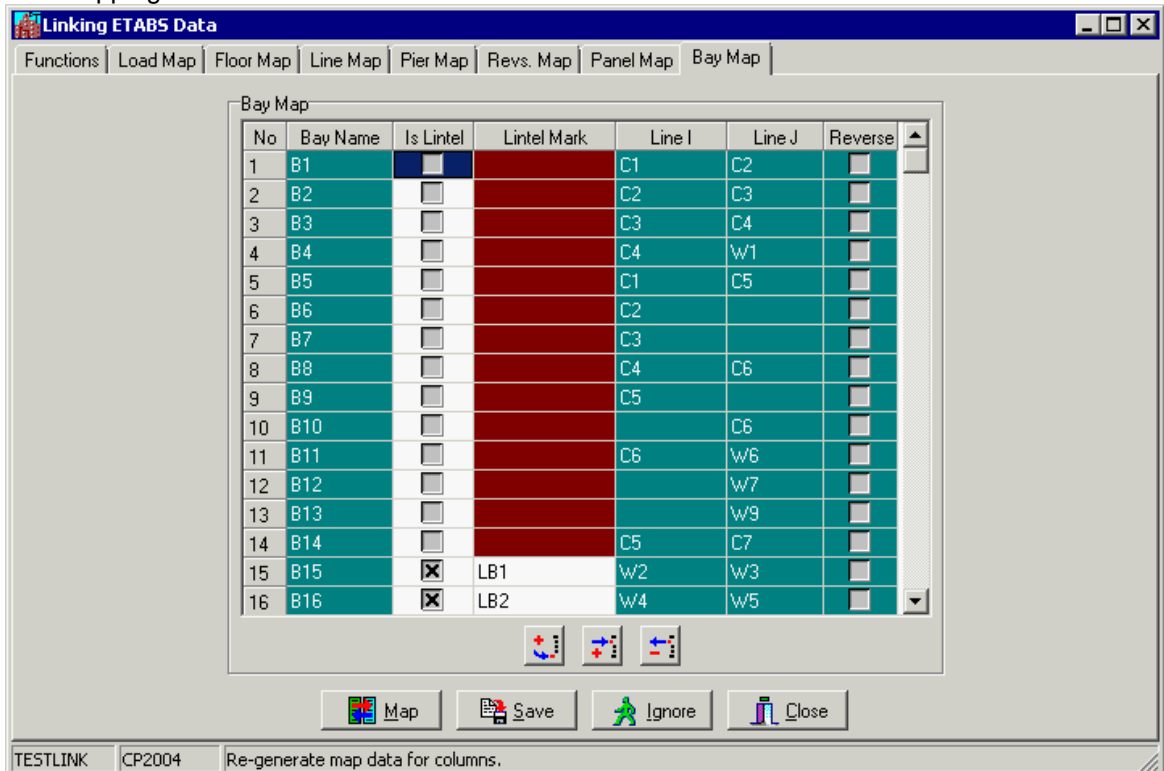 Linking ETABS Data
Functions Load Map Floor Map Line Map Pier Map Revs. Map Panel Map Bay Map
Bay Map
No Bay Name Is Lintel Lintel Mark Line I Line J Reverse
1 B1 C1 C2
2 B2 C2 C3
3 B3 C3 C4
4 B4 C4 W1
5 B5 C1 C5
6 B6 C2
7 B7 C3
8 B8 C4 C6
9 B9 C5
10 B10 C6
11 B11 C6 W6
12 B12 W7
13 B13 W9
14 B14 C5 C7
15 B15 LB1 W2 W3
16 B16 LB2 W4 W5
Map Save Ignore Close
TESTLINK CP2004 Re-generate map data for columns.